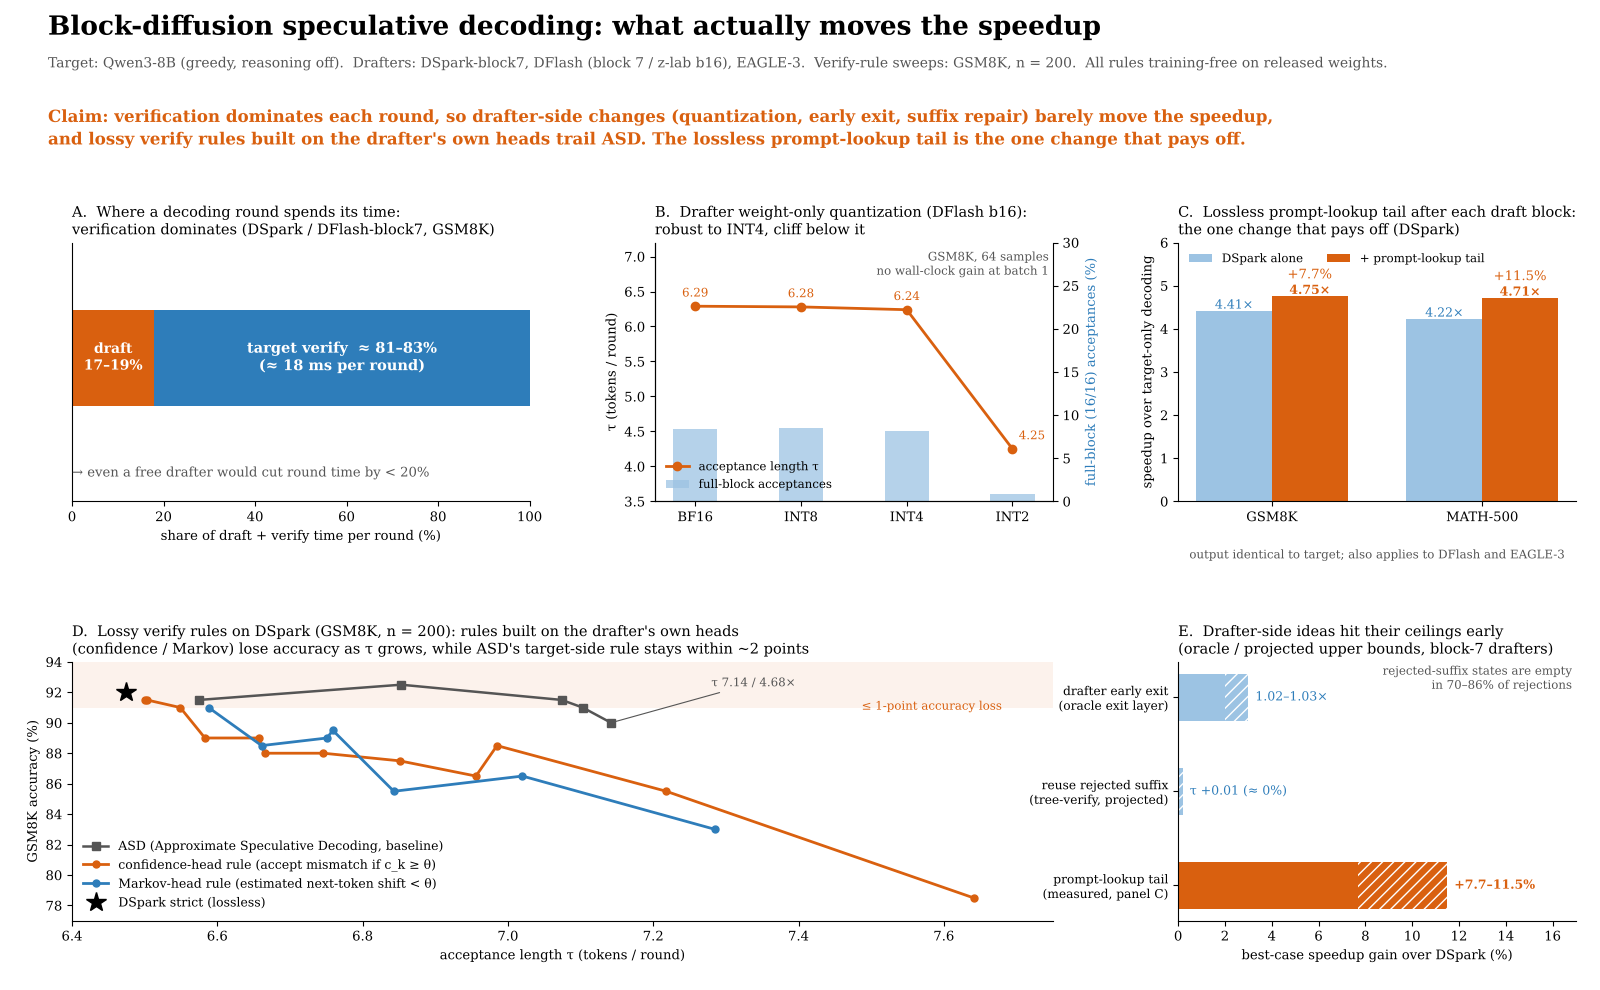 Block-diffusion speculative decoding: what actually moves the speedup
Target: Qwen3-8B (greedy, reasoning off).  Drafters: DSpark-block7, DFlash (block 7 / z-lab b16), EAGLE-3.  Verify-rule sweeps: GSM8K, n = 200.  All rules training-free on released weights.
Claim: verification dominates each round, so drafter-side changes (quantization, early exit, suffix repair) barely move the speedup,
and lossy verify rules built on the drafter's own heads trail ASD. The lossless prompt-lookup tail is the one change that pays off.
A.  Where a decoding round spends its time:
verification dominates (DSpark / DFlash-block7, GSM8K)
draft
17–19%
target verify  ≈ 81–83%
(≈ 18 ms per round)
→ even a free drafter would cut round time by < 20%
0 20 40 60 80 100
share of draft + verify time per round (%)
B.  Drafter weight-only quantization (DFlash b16):
robust to INT4, cliff below it
GSM8K, 64 samples
no wall-clock gain at batch 1
τ (tokens / round)
7.0
6.5
6.0
5.5
5.0
4.5
4.0
3.5
6.29 6.28 6.24 4.25
acceptance length τ
full-block acceptances
BF16 INT8 INT4 INT2
30
25
20
15
10
5
0
full-block (16/16) acceptances (%)
C.  Lossless prompt-lookup tail after each draft block:
the one change that pays off (DSpark)
speedup over target-only decoding
6
5
4
3
2
1
0
DSpark alone
+ prompt-lookup tail
+7.7%
4.41× 4.75×
+11.5%
4.22× 4.71×
GSM8K MATH-500
output identical to target; also applies to DFlash and EAGLE-3
D.  Lossy verify rules on DSpark (GSM8K, n = 200): rules built on the drafter's own heads
(confidence / Markov) lose accuracy as τ grows, while ASD's target-side rule stays within ~2 points
GSM8K accuracy (%)
94
92
90
88
86
84
82
80
78
τ 7.14 / 4.68×
≤ 1-point accuracy loss
ASD (Approximate Speculative Decoding, baseline)
confidence-head rule (accept mismatch if c_k ≥ θ)
Markov-head rule (estimated next-token shift < θ)
DSpark strict (lossless)
6.4 6.6 6.8 7.0 7.2 7.4 7.6
acceptance length τ (tokens / round)
E.  Drafter-side ideas hit their ceilings early
(oracle / projected upper bounds, block-7 drafters)
rejected-suffix states are empty
in 70–86% of rejections
drafter early exit
(oracle exit layer)
1.02–1.03×
reuse rejected suffix
(tree-verify, projected)
τ +0.01 (≈ 0%)
prompt-lookup tail
(measured, panel C)
+7.7–11.5%
0 2 4 6 8 10 12 14 16
best-case speedup gain over DSpark (%)